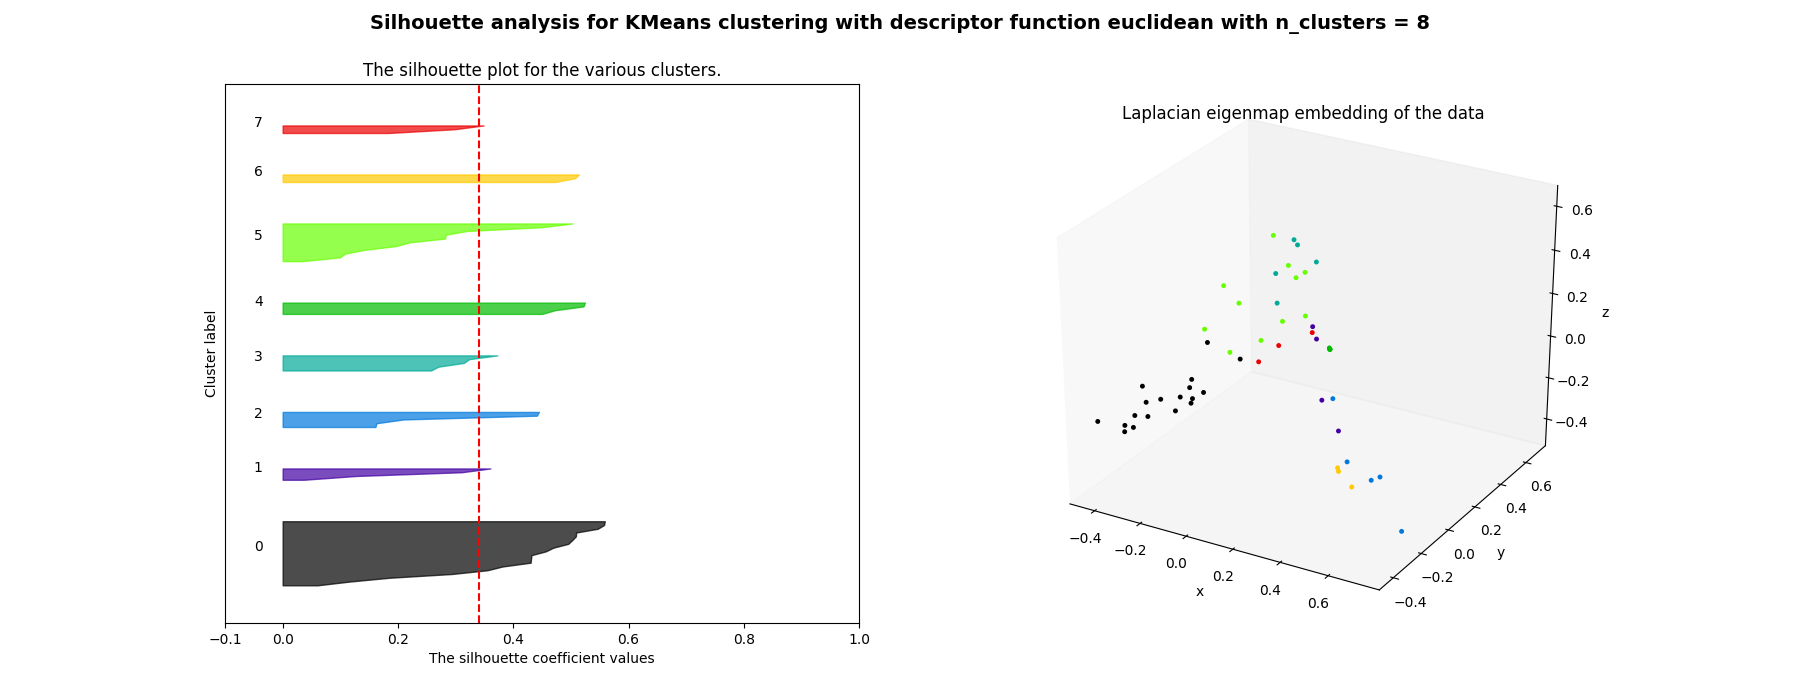 Silhouette analysis for KMeans clustering with descriptor function euclidean with n_clusters = 8
The silhouette plot for the various clusters.
7
6
5
4
3
2
1
0
Cluster label
−0.1 0.0 0.2 0.4 0.6 0.8 1.0
The silhouette coefficient values
Laplacian eigenmap embedding of the data
0.6
0.4
0.2
0.0
−0.2
−0.4
z
−0.4 −0.2 0.0 0.2 0.4 0.6
x
0.6
0.4
0.2
0.0
−0.2
−0.4
y